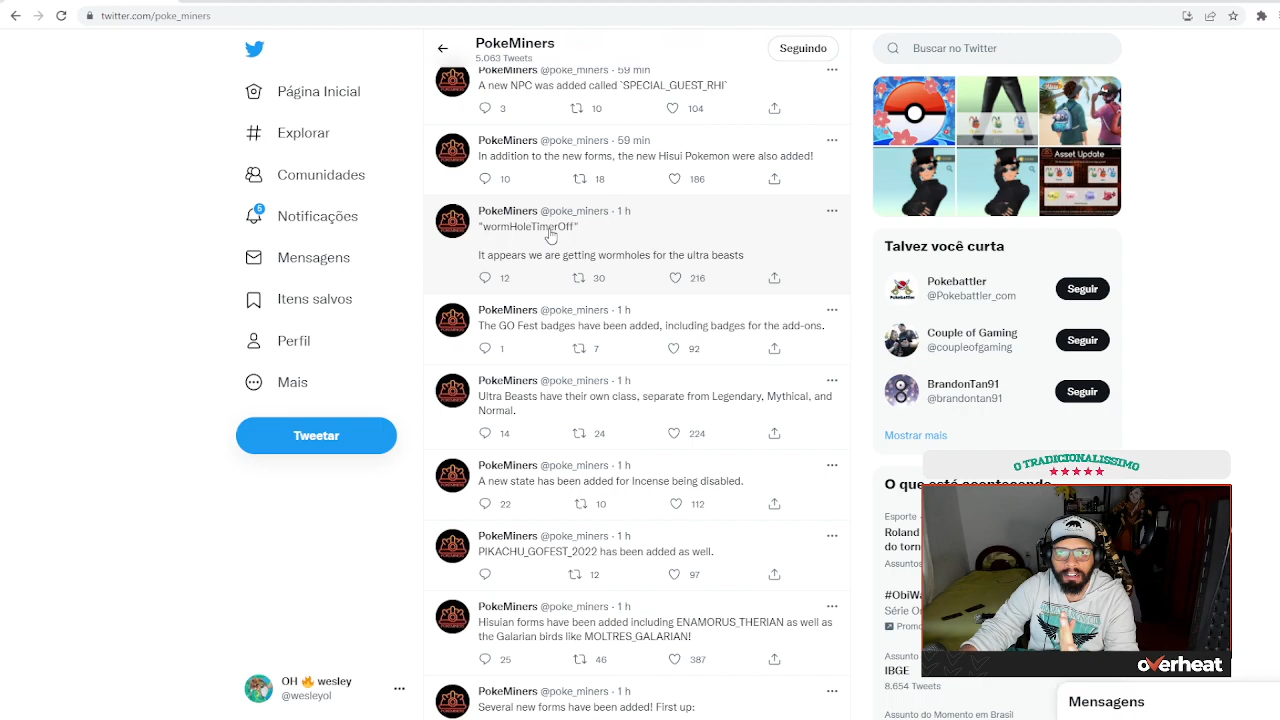 twitter.com/poke_miners
PokeMiners
5.063 Tweets
Seguindo
Buscar no Twitter
Página Inicial
Explorar
Comunidades
5
Notificações
Mensagens
Itens salvos
Perfil
Mais
Tweetar
OH 🔥 wesley
@wesleyol
PokeMiners @poke_miners · 59 min
A new NPC was added called `SPECIAL_GUEST_RHI`
3 10 104
PokeMiners @poke_miners · 59 min
In addition to the new forms, the new Hisui Pokemon were also added!
10 18 186
PokeMiners @poke_miners · 1 h
"wormHoleTimerOff"
It appears we are getting wormholes for the ultra beasts
12 30 216
PokeMiners @poke_miners · 1 h
The GO Fest badges have been added, including badges for the add-ons.
1 7 92
PokeMiners @poke_miners · 1 h
Ultra Beasts have their own class, separate from Legendary, Mythical, and
Normal.
14 24 224
PokeMiners @poke_miners · 1 h
A new state has been added for Incense being disabled.
22 10 112
PokeMiners @poke_miners · 1 h
PIKACHU_GOFEST_2022 has been added as well.
12 97
PokeMiners @poke_miners · 1 h
Hisuian forms have been added including ENAMORUS_THERIAN as well as
the Galarian birds like MOLTRES_GALARIAN!
25 46 387
PokeMiners @poke_miners · 1 h
Several new forms have been added! First up:
Asset Update
Talvez você curta
Pokebattler
@Pokebattler_com
Seguir
Couple of Gaming
@coupleofgaming
Seguir
BrandonTan91
@brandontan91
Seguir
Mostrar mais
O TRADICIONALISSIMO
O que está acontecendo
Esporte ·
Roland
do torn
Assuntos
#ObiWa
Série Or
Promo
Assunto
IBGE
8.654 Tweets
Assunto do Momento em Brasil
overheat
Mensagens